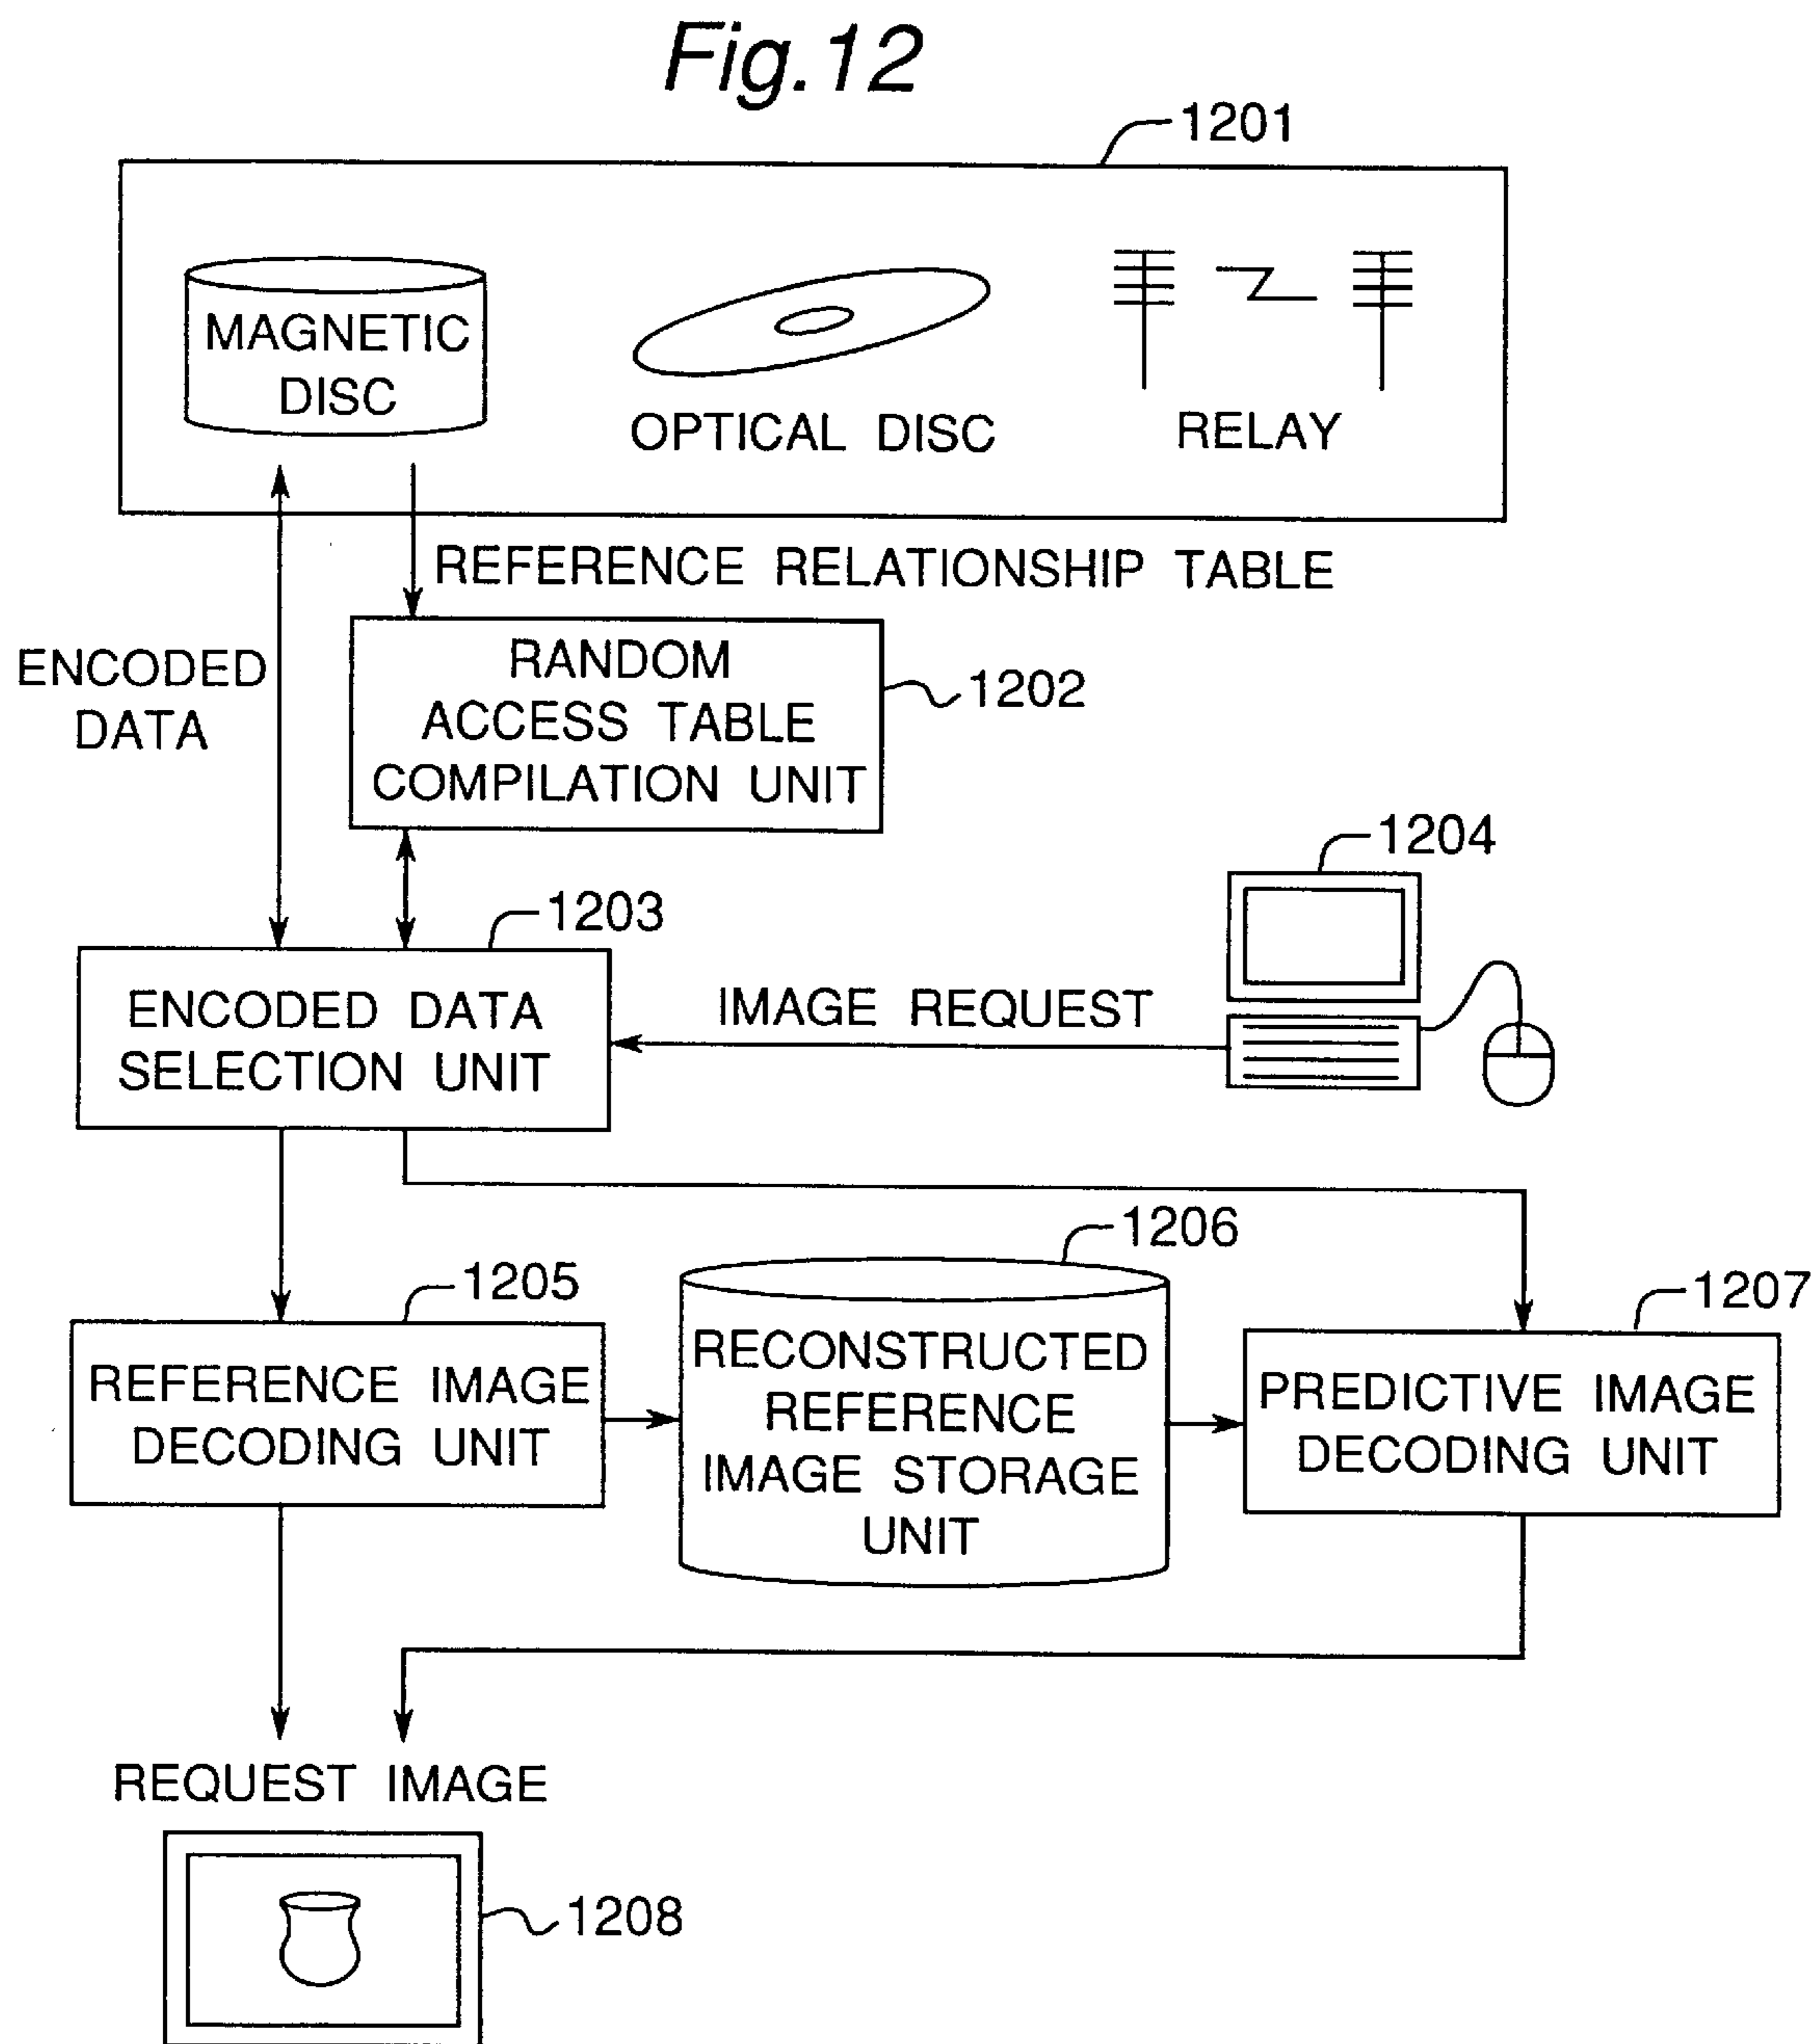 Fig.12
1201
MAGNETIC
DISC
OPTICAL DISC
RELAY
REFERENCE RELATIONSHIP TABLE
ENCODED
DATA
RANDOM
ACCESS TABLE
COMPILATION UNIT
1202
1204
1203
ENCODED DATA
SELECTION UNIT
IMAGE REQUEST
1206
1205
1207
REFERENCE IMAGE
DECODING UNIT
RECONSTRUCTED
REFERENCE
IMAGE STORAGE
UNIT
PREDICTIVE IMAGE
DECODING UNIT
REQUEST IMAGE
1208